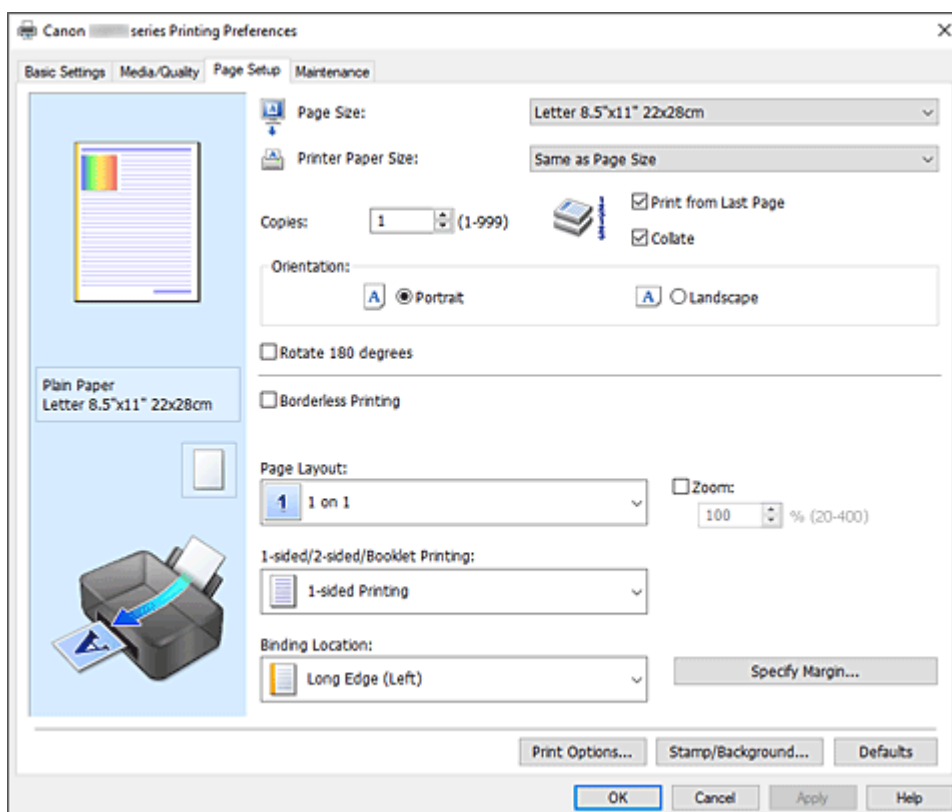 Canon series Printing Preferences
Basic Settings Media/Quality Page Setup Maintenance
Page Size: Letter 8.5"x11" 22x28cm
Printer Paper Size: Same as Page Size
Copies: 1 (1-999)
Print from Last Page
Collate
Orientation:
A Portrait A Landscape
Rotate 180 degrees
Plain Paper
Letter 8.5"x11" 22x28cm
Borderless Printing
Page Layout:
1 1 on 1
Zoom:
100 % (20-400)
1-sided/2-sided/Booklet Printing:
1-sided Printing
A
Binding Location:
Long Edge (Left)
Specify Margin...
Print Options... Stamp/Background... Defaults
OK Cancel Apply Help